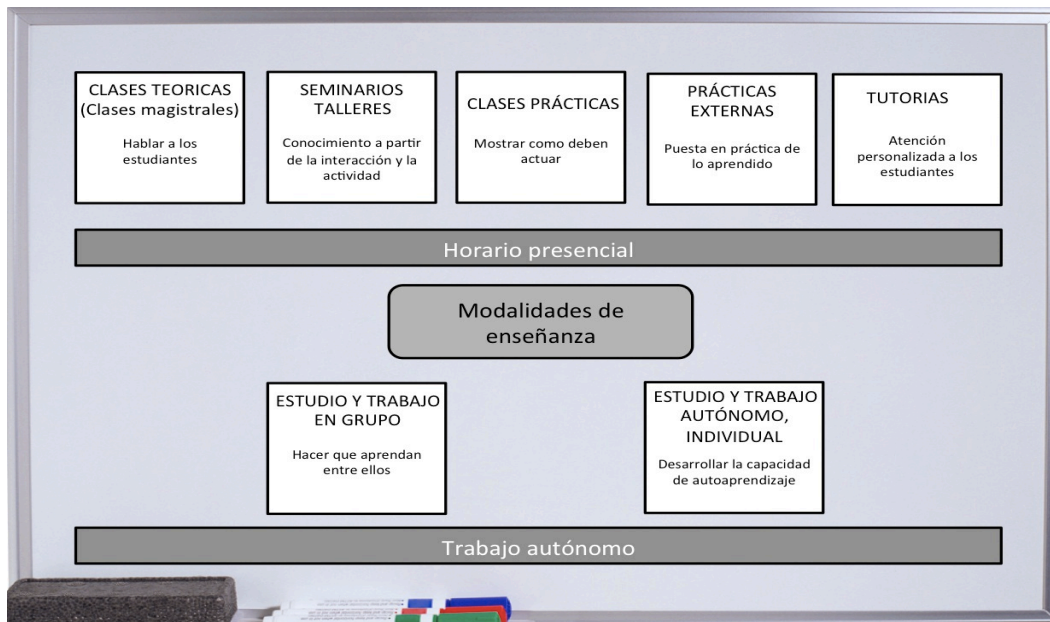 CLASES TEORICAS
(Clases magistrales)
Hablar a los
estudiantes
SEMINARIOS
TALLERES
Conocimiento a partir
de la interacción y la
actividad
CLASES PRÁCTICAS
Mostrar como deben
actuar
PRÁCTICAS
EXTERNAS
Puesta en práctica de
lo aprendido
TUTORIAS
Atención
personalizada a los
estudiantes
Horario presencial
Modalidades de
enseñanza
ESTUDIO Y TRABAJO
EN GRUPO
Hacer que aprendan
entre ellos
ESTUDIO Y TRABAJO
AUTÓNOMO,
INDIVIDUAL
Desarrollar la capacidad
de autoaprendizaje
Trabajo autónomo